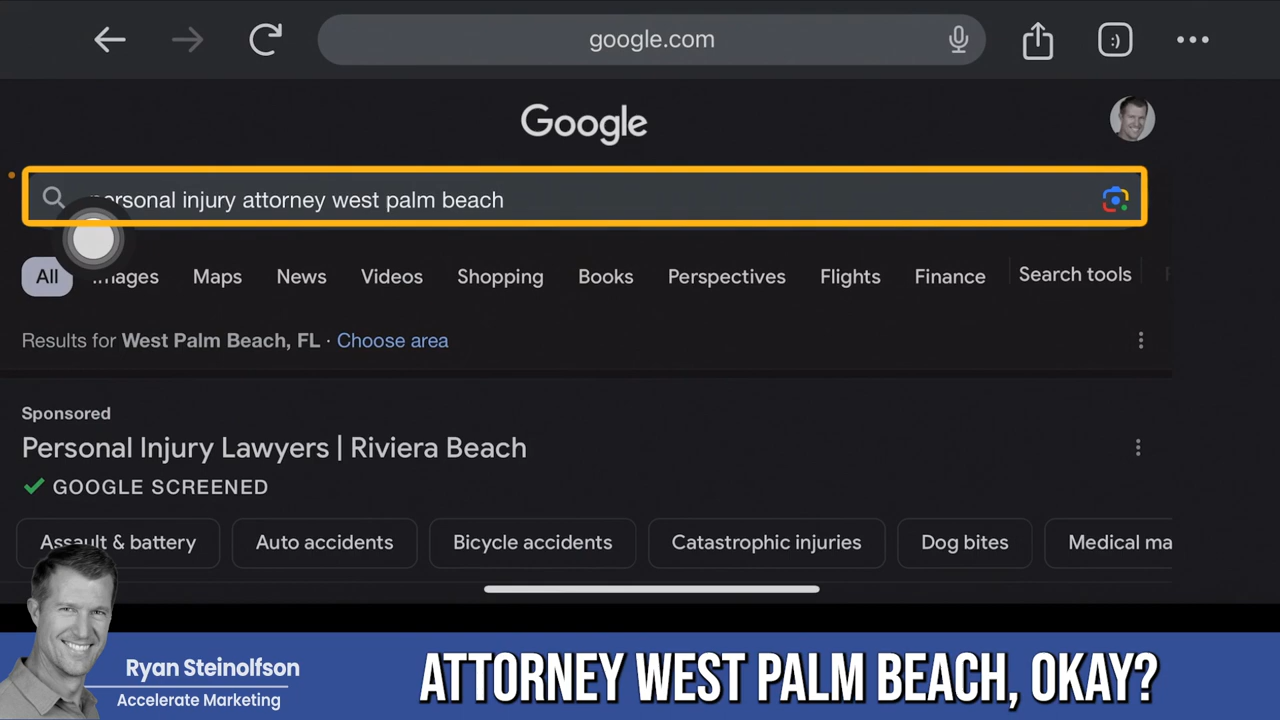 google.com
:)
Google
personal injury attorney west palm beach
All Images Maps News Videos Shopping Books Perspectives Flights Finance Search tools
Results for West Palm Beach, FL · Choose area
Sponsored
Personal Injury Lawyers | Riviera Beach
GOOGLE SCREENED
Assault & battery Auto accidents Bicycle accidents Catastrophic injuries Dog bites Medical ma
Ryan Steinolfson
Accelerate Marketing
ATTORNEY WEST PALM BEACH, OKAY?